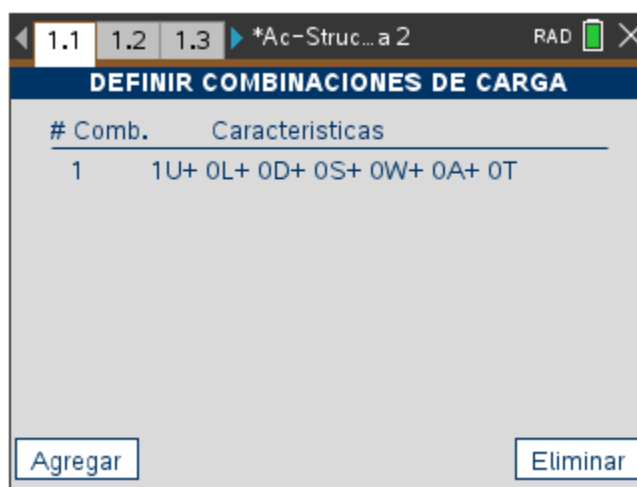 1.1 1.2 1.3 *Ac-Struc...a 2 RAD
DEFINIR COMBINACIONES DE CARGA
# Comb. Caracteristicas
1 1U+ 0L+ 0D+ 0S+ 0W+ 0A+ 0T
Agregar Eliminar